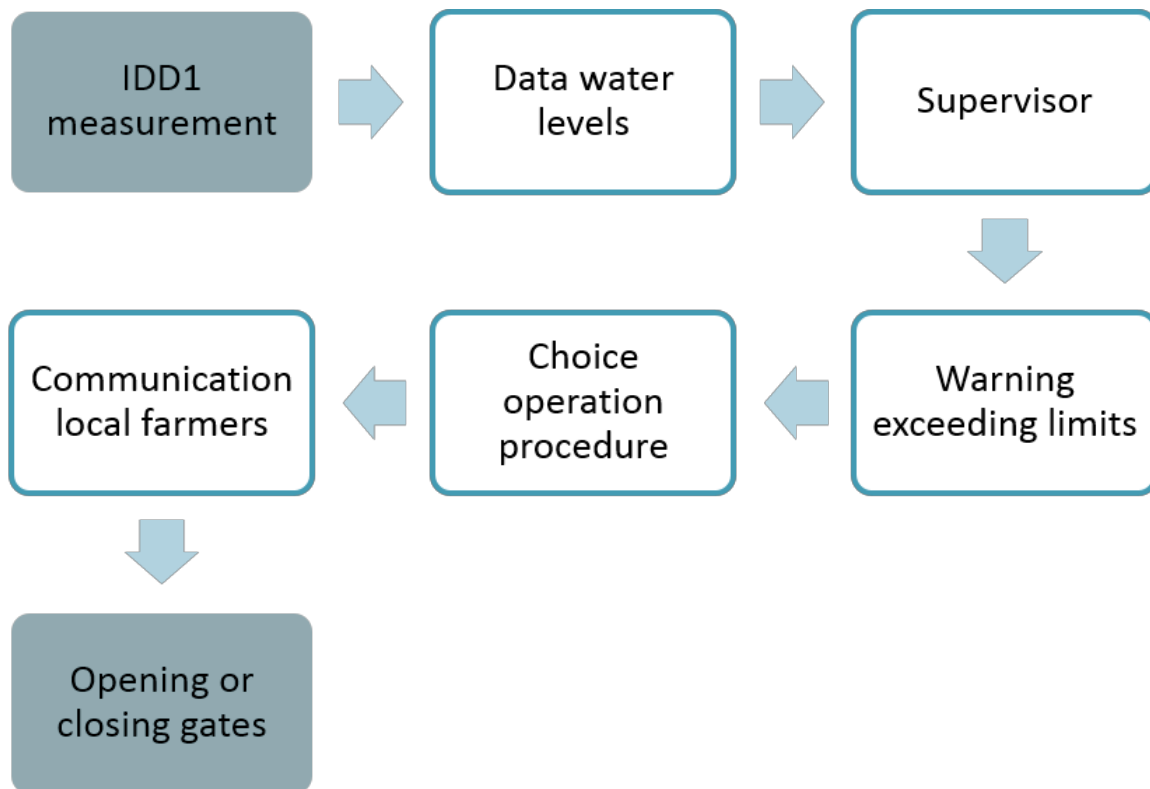 IDD1
measurement
Data water
levels
Supervisor
Warning
exceeding limits
Choice
operation
procedure
Communication
local farmers
Opening or
closing gates